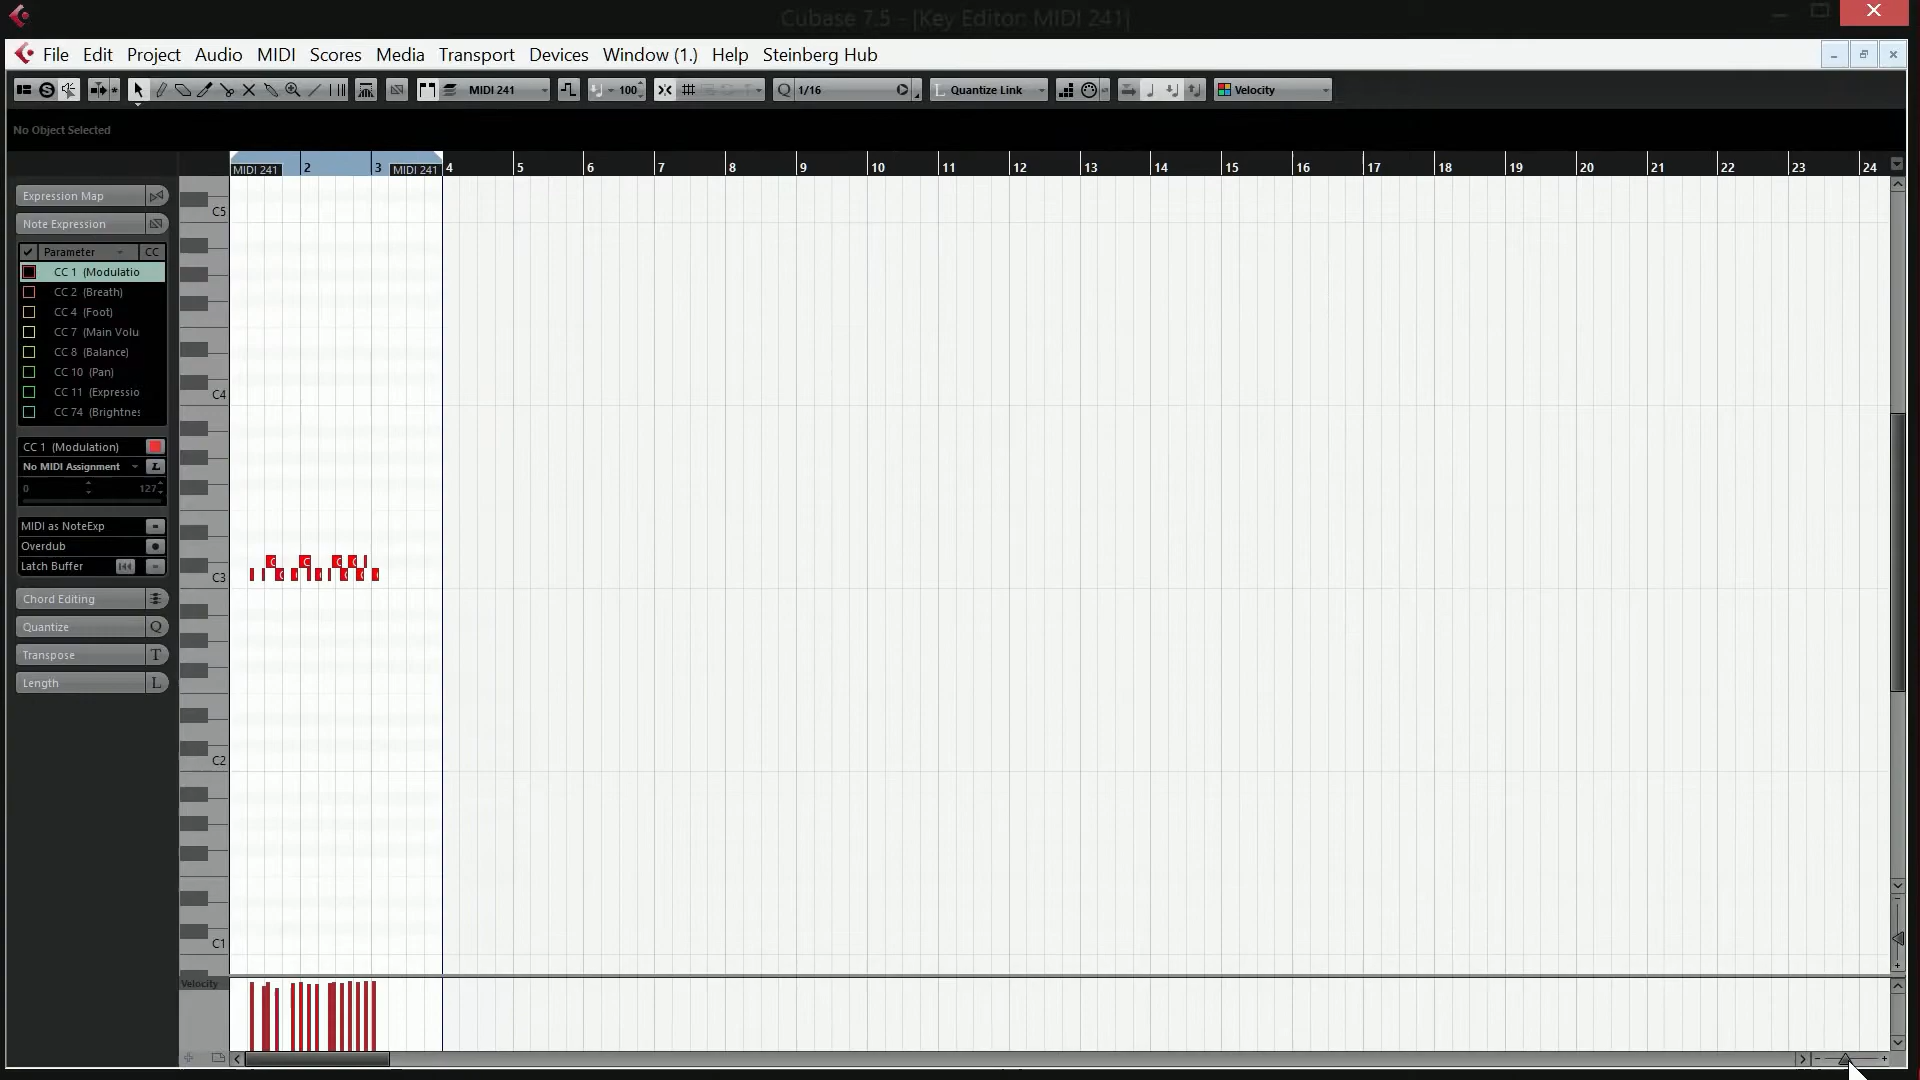 Cubase 7.5 - [Key Editor: MIDI 241]
File Edit Project Audio MIDI Scores Media Transport Devices Window (1.) Help Steinberg Hub
MIDI 241 100 Q 1/16 Quantize Link Velocity
No Object Selected
MIDI 241 2 3 MIDI 241 4 5 6 7 8 9 10 11 12 13 14 15 16 17 18 19 20 21 22 23 24
Expression Map
Note Expression
Parameter CC
CC 1 (Modulatio
CC 2 (Breath)
CC 4 (Foot)
CC 7 (Main Volu
CC 8 (Balance)
CC 10 (Pan)
CC 11 (Expressio
CC 74 (Brightnes
CC 1 (Modulation)
No MIDI Assignment L
0 127
MIDI as NoteExp
Overdub
Latch Buffer
Chord Editing
Quantize Q
Transpose T
Length L
C5
C4
C3
C2
C1
Velocity